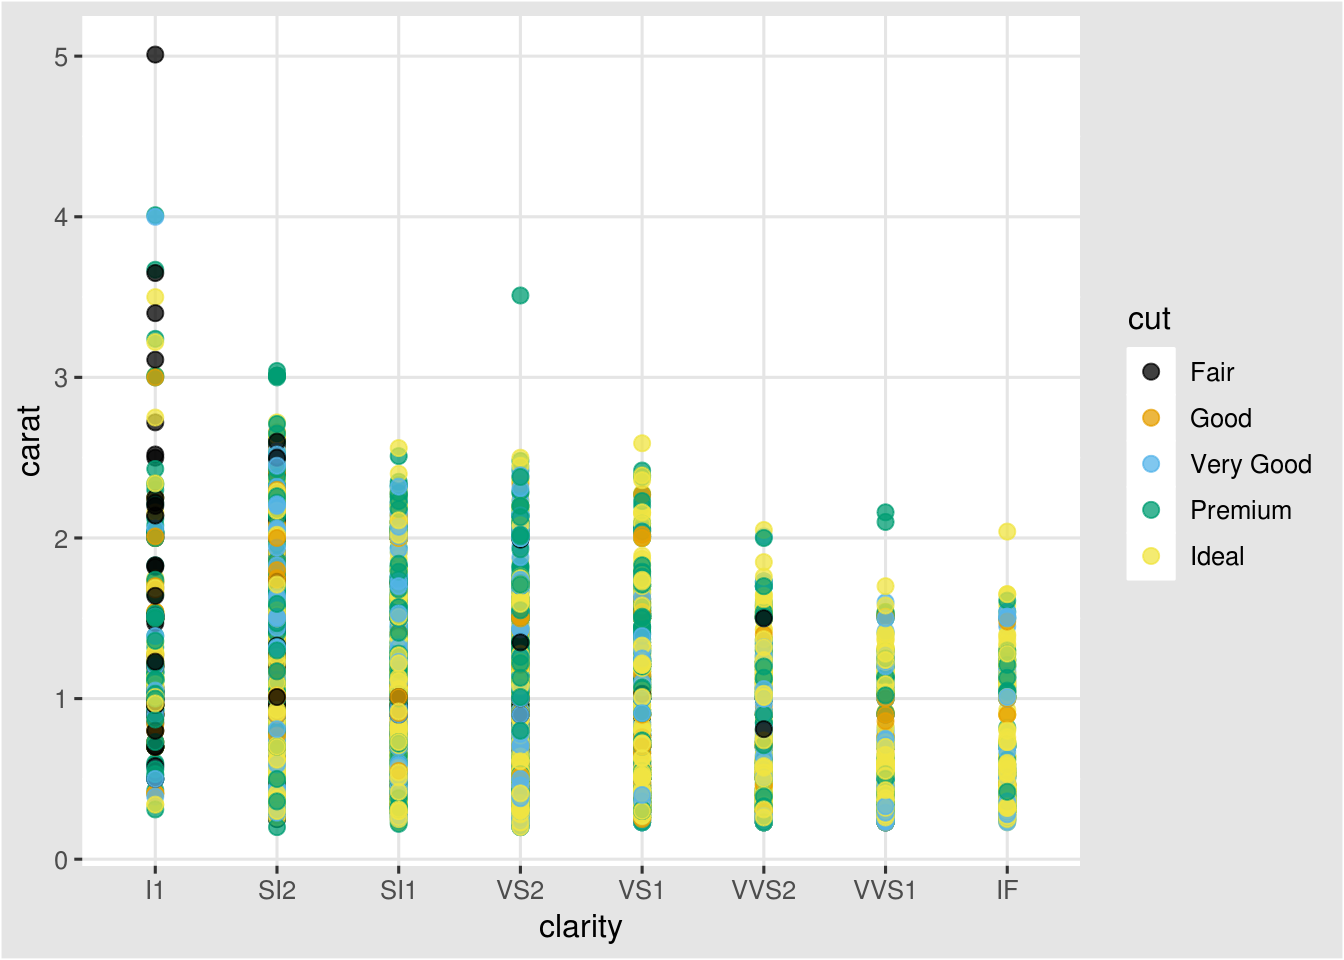 5
4
3
2
1
0
carat
I1 SI2 SI1 VS2 VS1 VVS2 VVS1 IF
clarity
cut
Fair
Good
Very Good
Premium
Ideal